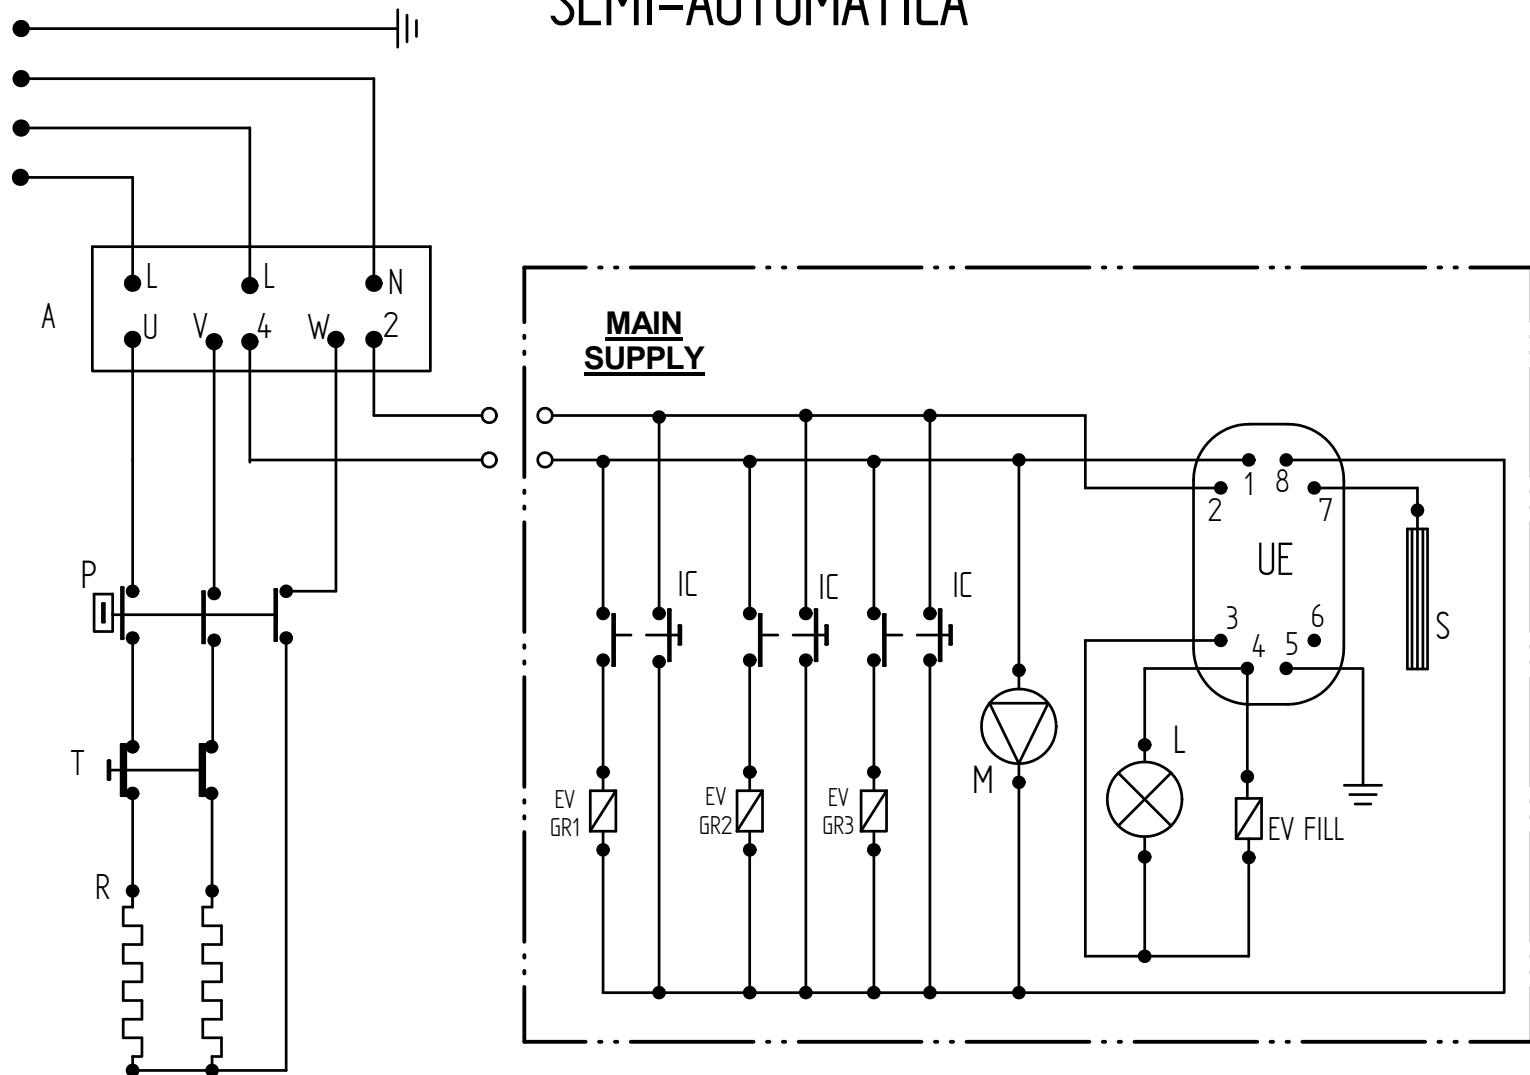 SEMI-AUTOMATICA
L L N
A
U V 4 W 2
MAIN
SUPPLY
1 8
2 7
UE
P
IC IC IC
3 6
4 5
S
T
L
M
EV EV EV
GR1 GR2 GR3
EV FILL
R